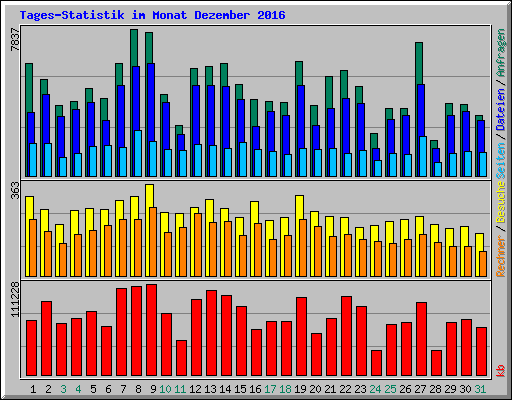 Tages-Statistik im Monat Dezember 2016
7837
363
111228
Rechner / Besuche Seiten / Dateien / Anfragen
kb
1 2 3 4 5 6 7 8 9 10 11 12 13 14 15 16 17 18 19 20 21 22 23 24 25 26 27 28 29 30 31